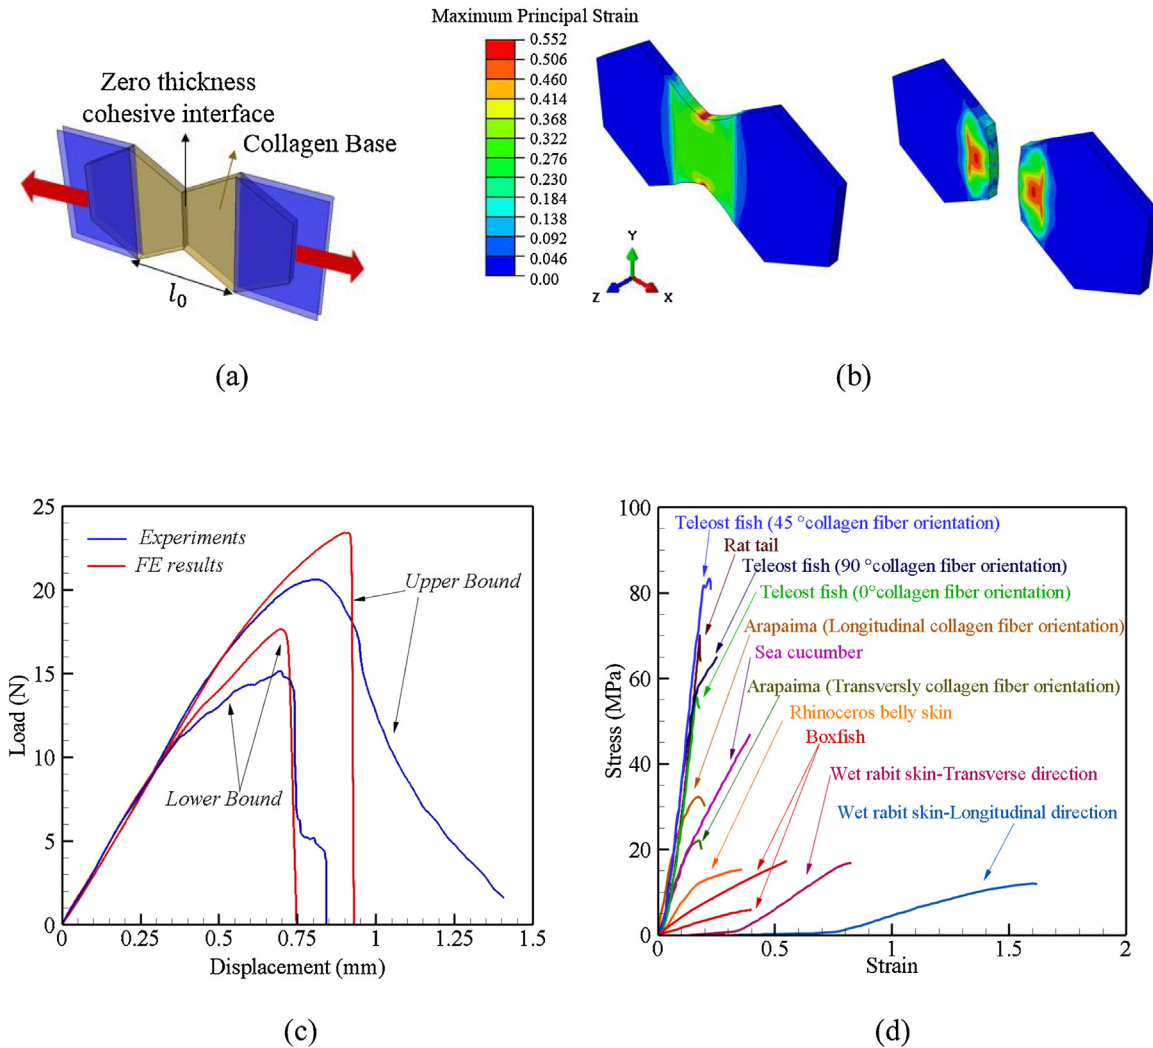 Maximum Principal Strain
Zero thickness
cohesive interface
Collagen Base
l0
0.552
0.506
0.460
0.414
0.368
0.322
0.276
0.230
0.184
0.138
0.092
0.046
0.00
Y
Z
X
(a)
(b)
25
20
15
10
5
0
Load (N)
Experiments
FE results
Upper Bound
Lower Bound
0
0.25
0.5
0.75
1
1.25
1.5
Displacement (mm)
(c)
100
80
60
40
20
0
Stress (MPa)
Teleost fish (45 °collagen fiber orientation)
Rat tail
Teleost fish (90 °collagen fiber orientation)
Teleost fish (0°collagen fiber orientation)
Arapaima (Longitudinal collagen fiber orientation)
Sea cucumber
Arapaima (Transversly collagen fiber orientation)
Rhinoceros belly skin
Boxfish
Wet rabit skin-Transverse direction
Wet rabit skin-Longitudinal direction
0
0.5
1
1.5
2
Strain
(d)